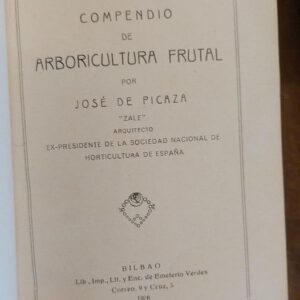 COMPENDIO
DE
ARBORICULTURA FRUTAL
POR
JOSÉ DE PICAZA
"ZALE"
ARQUITECTO
EX-PRESIDENTE DE LA SOCIEDAD NACIONAL DE
HORTICULTURA DE ESPAÑA
BILBAO
Lib., Imp., Lit. y Enc. de Emeterio Verdes
Correo, 9 y Cruz, 5